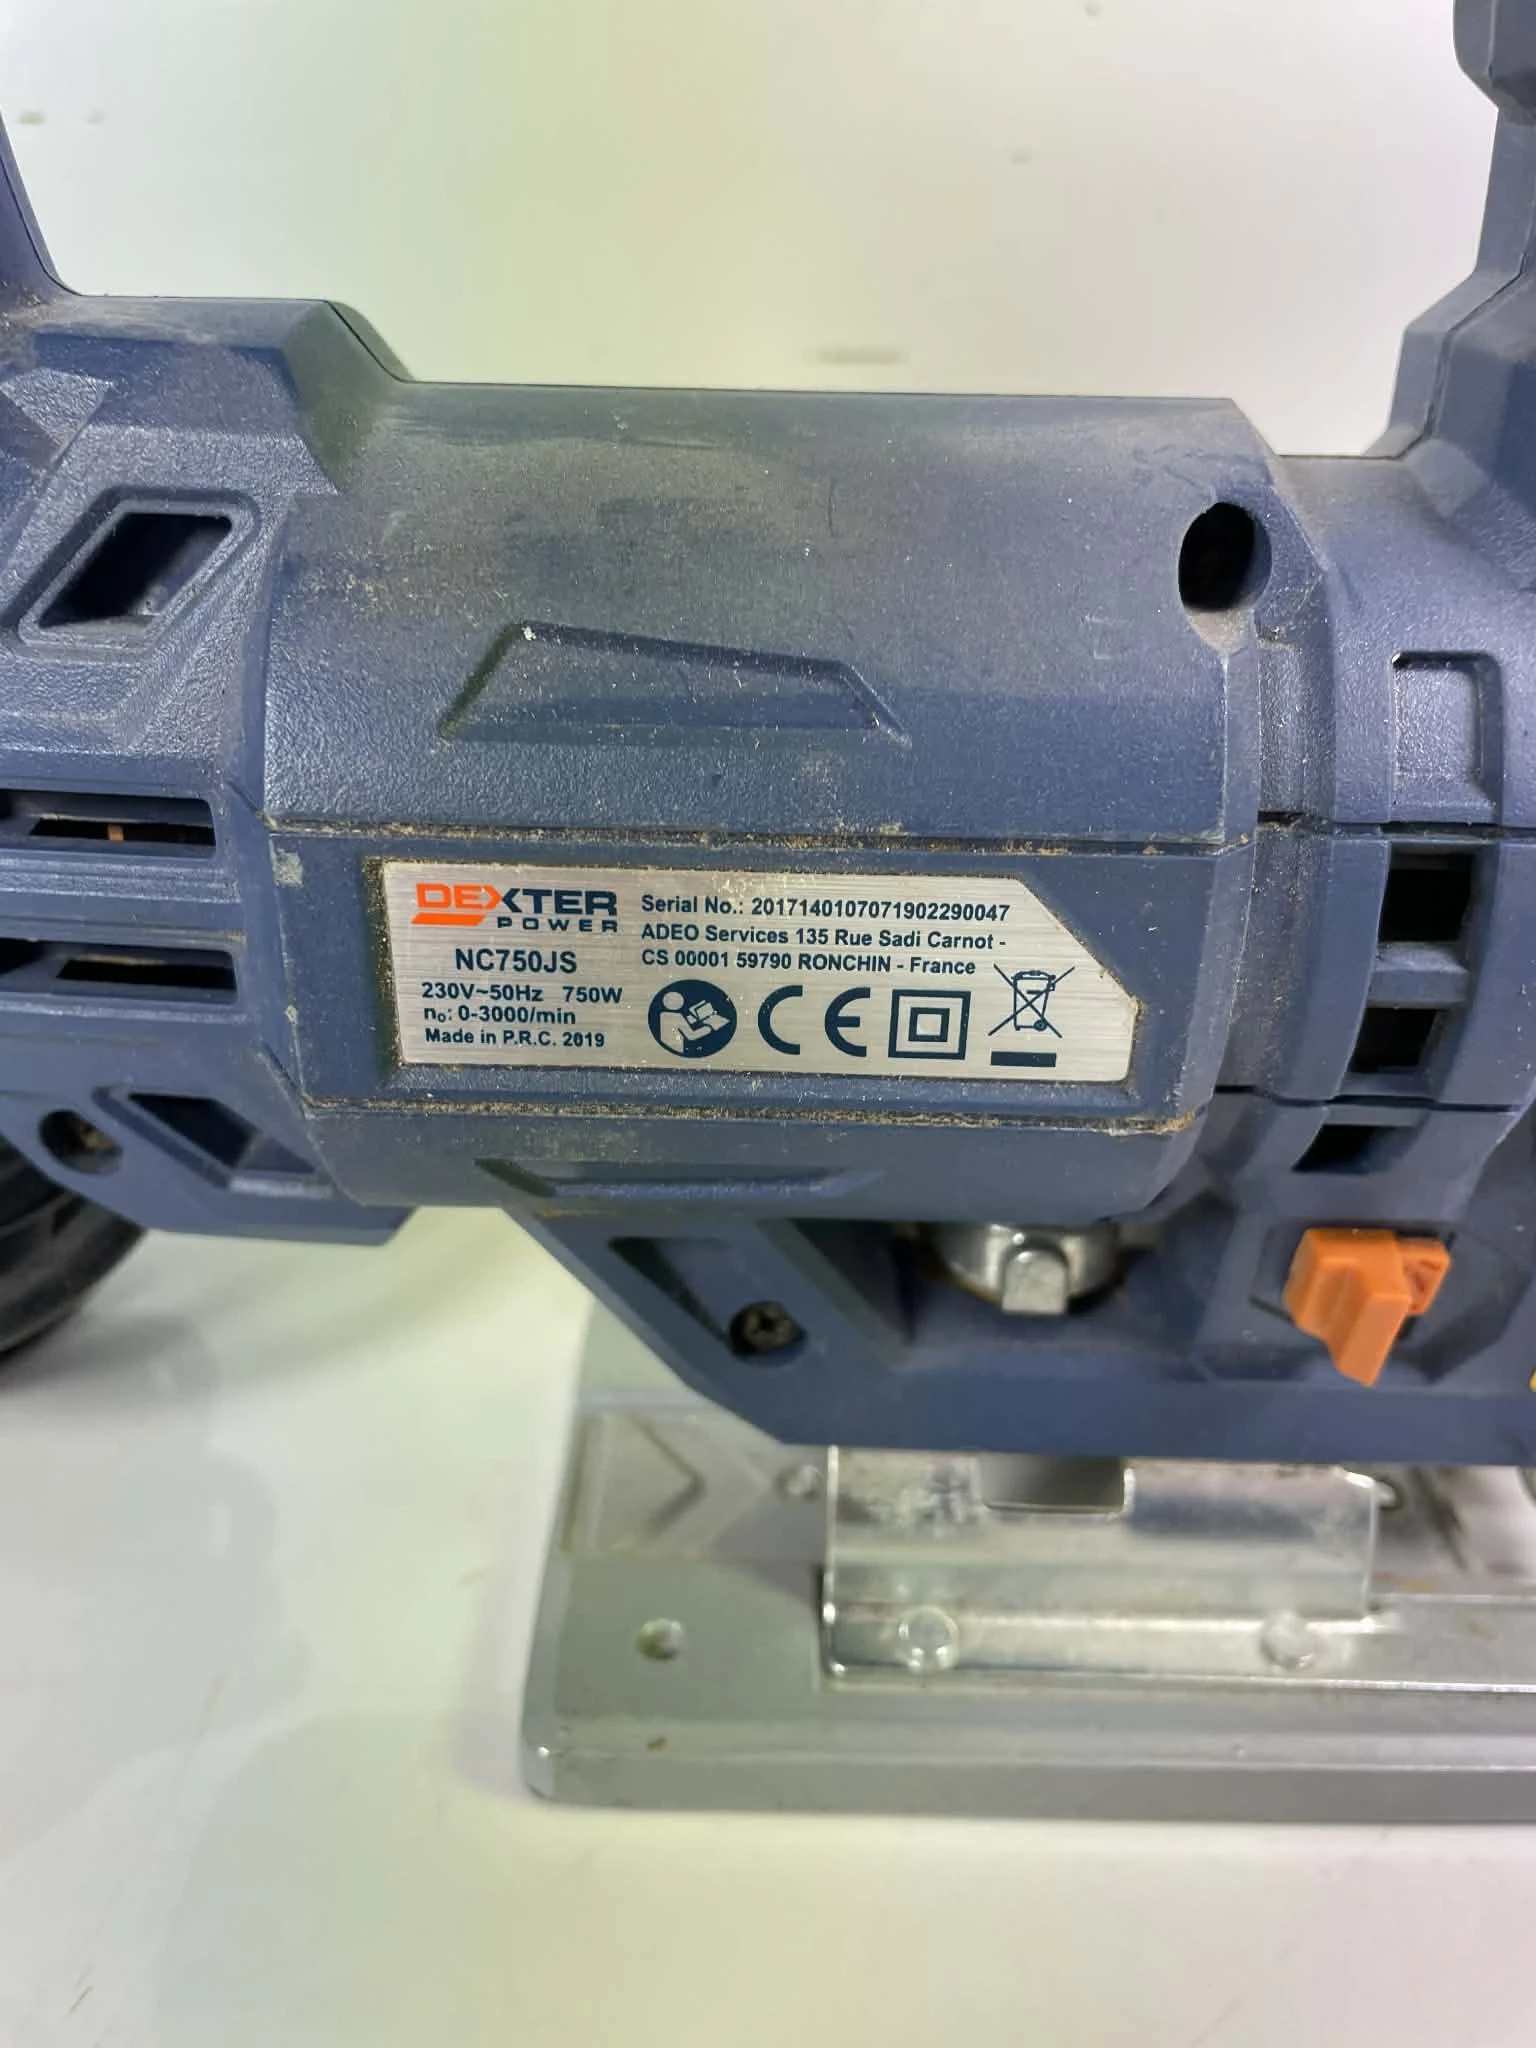 DEXTER
POWER
NC750JS
230V~50Hz 750W
n₀: 0-3000/min
Made in P.R.C. 2019
Serial No.: 2017140107071902290047
ADEO Services 135 Rue Sadi Carnot -
CS 00001 59790 RONCHIN - France
CE